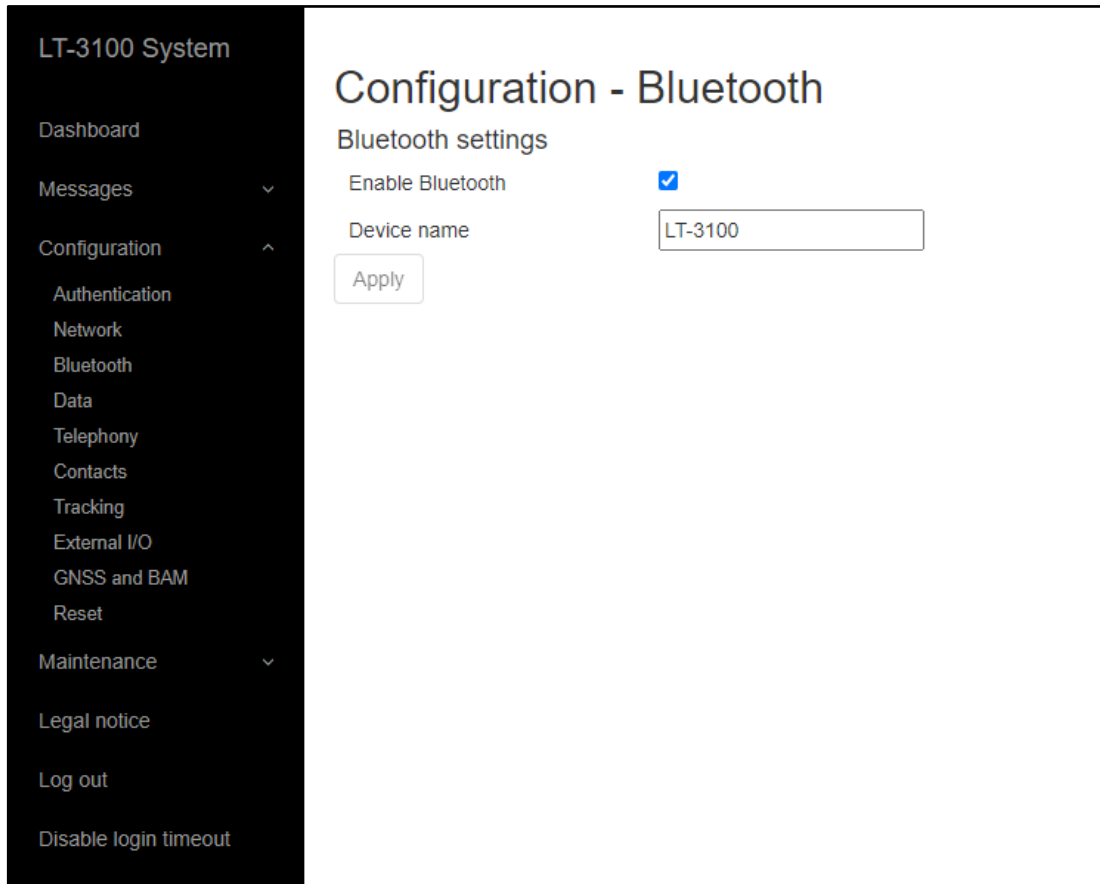 LT-3100 System
Dashboard
Messages
Configuration
Authentication
Network
Bluetooth
Data
Telephony
Contacts
Tracking
External I/O
GNSS and BAM
Reset
Maintenance
Legal notice
Log out
Disable login timeout
Configuration - Bluetooth
Bluetooth settings
Enable Bluetooth
Device name LT-3100
Apply